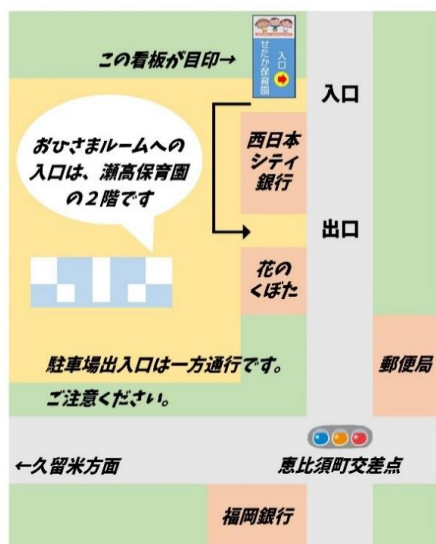 この看板が目印→
せたか保育園
入口
入口
おひさまルームへの
入口は、瀬高保育園
の2階です
西日本
シティ
銀行
出口
花の
くぼた
駐車場出入口は一方通行です。
ご注意ください。
郵便局
←久留米方面
恵比須町交差点
福岡銀行